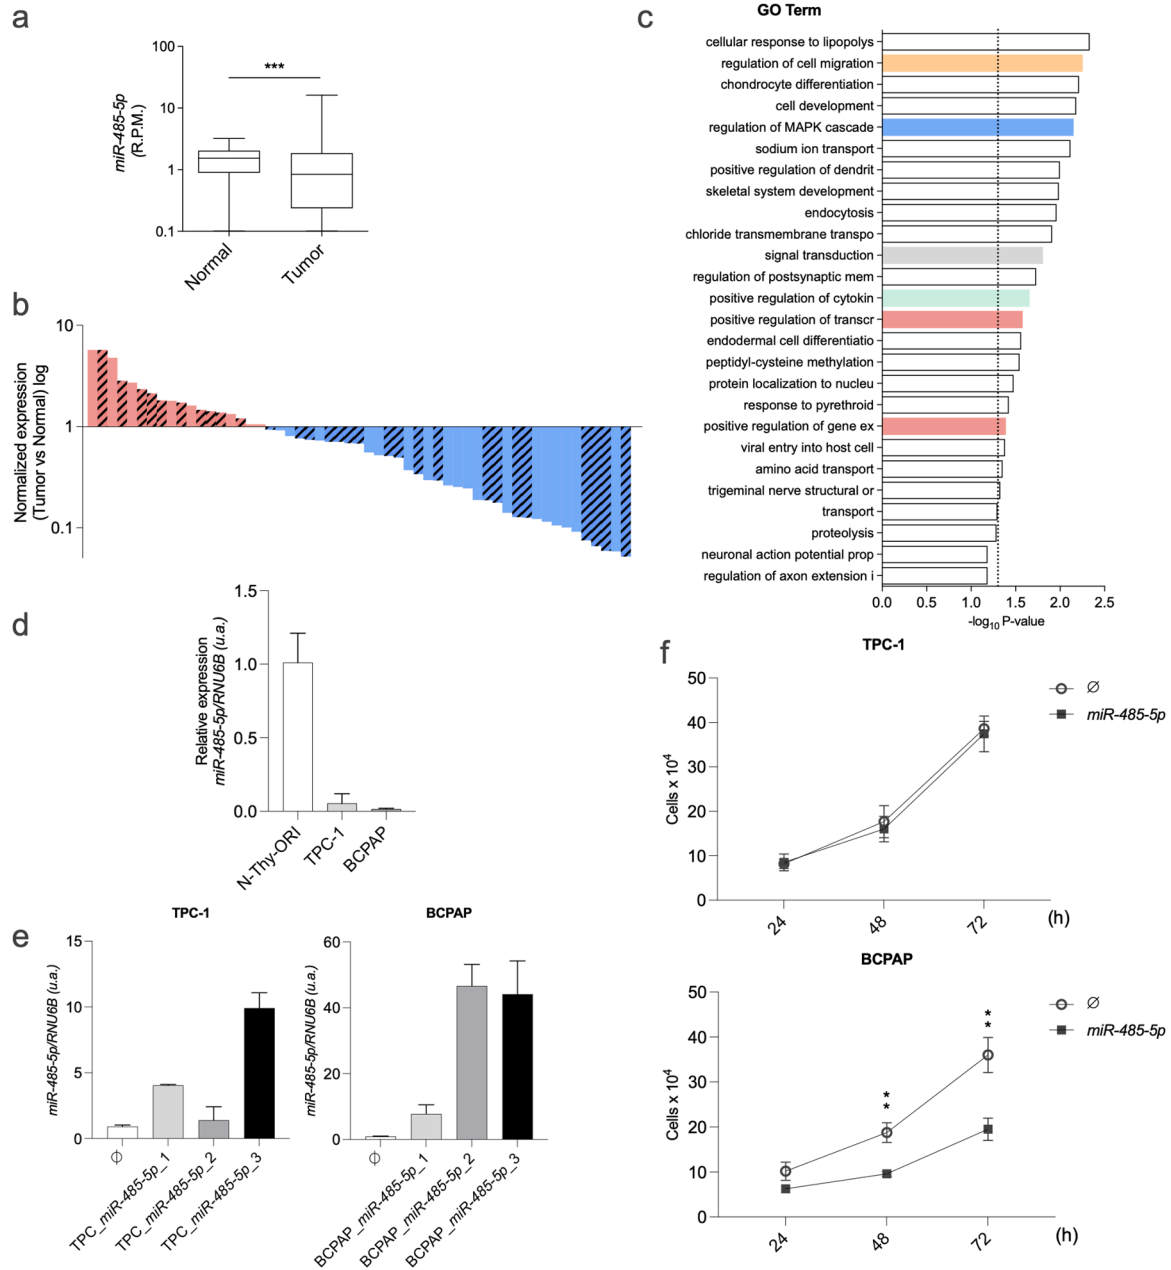 a
100
10
1
0.1
miR-485-5p
(R.P.M.)
***
Normal
Tumor
b
10
1
0.1
Normalized expression
(Tumor vs Normal) log
c
GO Term
cellular response to lipopolys
regulation of cell migration
chondrocyte differentiation
cell development
regulation of MAPK cascade
sodium ion transport
positive regulation of dendrit
skeletal system development
endocytosis
chloride transmembrane transpo
signal transduction
regulation of postsynaptic mem
positive regulation of cytokin
positive regulation of transcr
endodermal cell differentiatio
peptidyl-cysteine methylation
protein localization to nucleu
response to pyrethroid
positive regulation of gene ex
viral entry into host cell
amino acid transport
trigeminal nerve structural or
transport
proteolysis
neuronal action potential prop
regulation of axon extension i
0.0 0.5 1.0 1.5 2.0 2.5
-log10 P-value
d
1.5
1.0
0.5
0.0
Relative expression
miR-485-5p/RNU6B (u.a.)
N-Thy-ORI
TPC-1
BCPAP
e
TPC-1
15
10
5
0
miR-485-5p/RNU6B (u.a.)
∅
TPC_miR-485-5p_1
TPC_miR-485-5p_2
TPC_miR-485-5p_3
BCPAP
60
40
20
0
miR-485-5p/RNU6B (u.a.)
∅
BCPAP_miR-485-5p_1
BCPAP_miR-485-5p_2
BCPAP_miR-485-5p_3
f
TPC-1
50
40
30
20
10
0
Cells x 10⁴
24 48 72 (h)
∅
miR-485-5p
BCPAP
50
40
30
20
10
0
Cells x 10⁴
**
**
24 48 72 (h)
∅
miR-485-5p